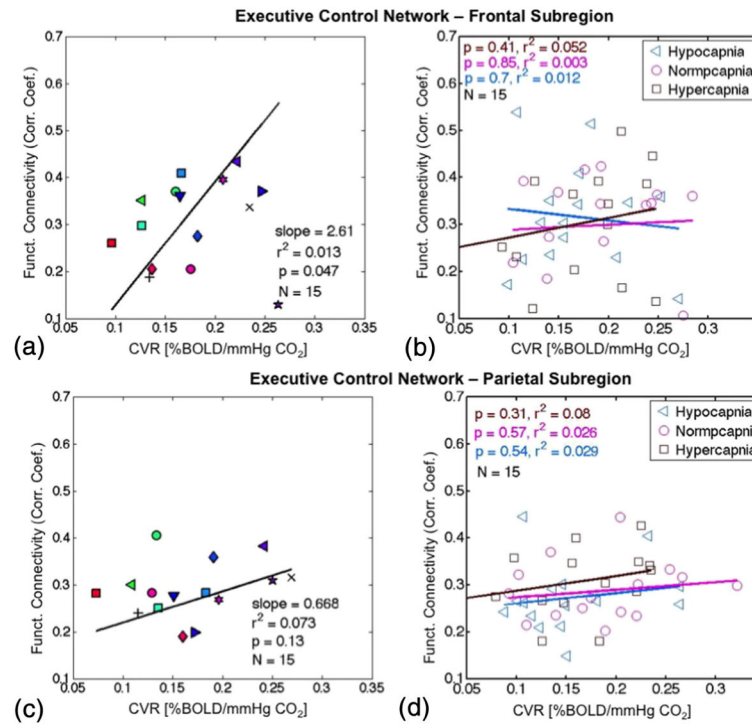 Executive Control Network – Frontal Subregion
0.7
0.6
0.5
0.4
0.3
0.2
0.1
Funct. Connectivity (Corr. Coef.)
slope = 2.61
r² = 0.013
p = 0.047
N = 15
0.05 0.1 0.15 0.2 0.25 0.3 0.35
(a) CVR [%BOLD/mmHg CO₂]
0.7
0.6
0.5
0.4
0.3
0.2
0.1
Funct. Connectivity (Corr. Coef.)
p = 0.41, r² = 0.052
p = 0.85, r² = 0.003
p = 0.7, r² = 0.012
N = 15
Hypocapnia
Normpcapnia
Hypercapnia
0.05 0.1 0.15 0.2 0.25 0.3
(b) CVR [%BOLD/mmHg CO₂]
Executive Control Network – Parietal Subregion
0.7
0.6
0.5
0.4
0.3
0.2
0.1
Funct. Connectivity (Corr. Coef.)
slope = 0.668
r² = 0.073
p = 0.13
N = 15
0.05 0.1 0.15 0.2 0.25 0.3 0.35
(c) CVR [%BOLD/mmHg CO₂]
0.7
0.6
0.5
0.4
0.3
0.2
0.1
Funct. Connectivity (Corr. Coef.)
p = 0.31, r² = 0.08
p = 0.57, r² = 0.026
p = 0.54, r² = 0.029
N = 15
Hypocapnia
Normpcapnia
Hypercapnia
0.05 0.1 0.15 0.2 0.25 0.3
(d) CVR [%BOLD/mmHg CO₂]